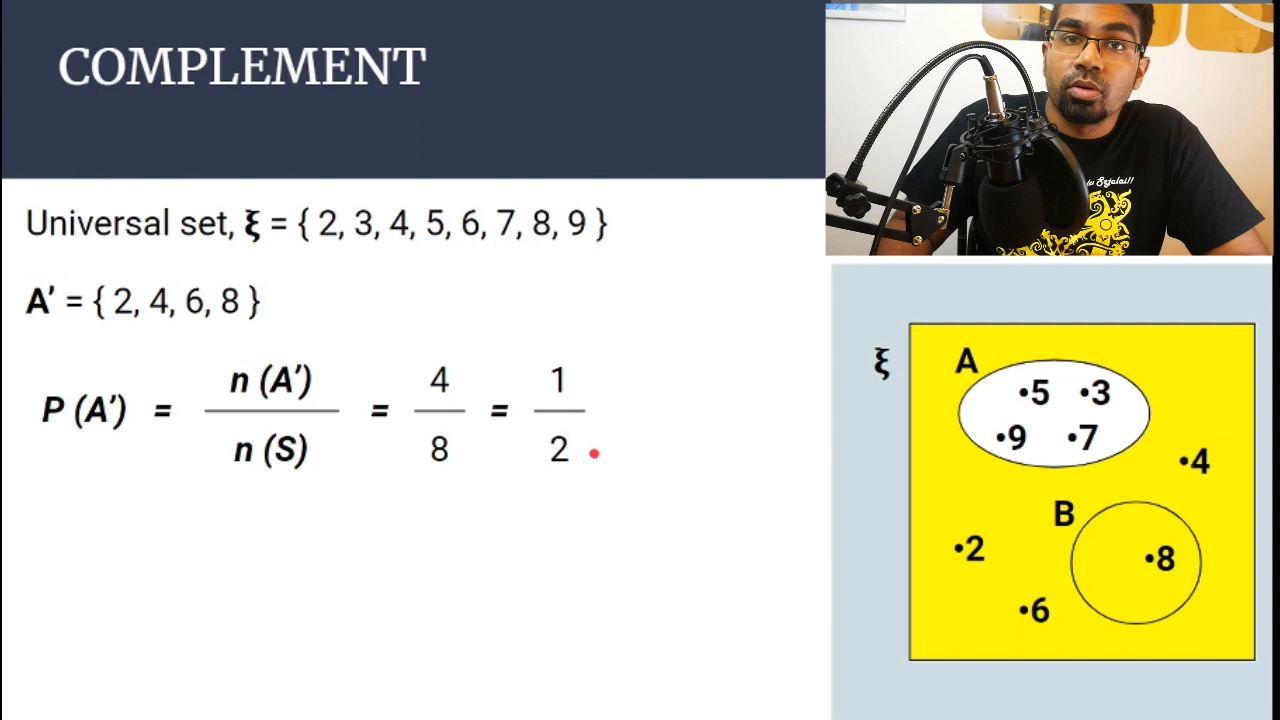 COMPLEMENT
Universal set, ξ = { 2, 3, 4, 5, 6, 7, 8, 9 }
A’ = { 2, 4, 6, 8 }
P (A’) = n (A’) / n (S) = 4 / 8 = 1 / 2
Sejalai!!
ξ
A
•5 •3
•9 •7
•4
B
•2
•8
•6